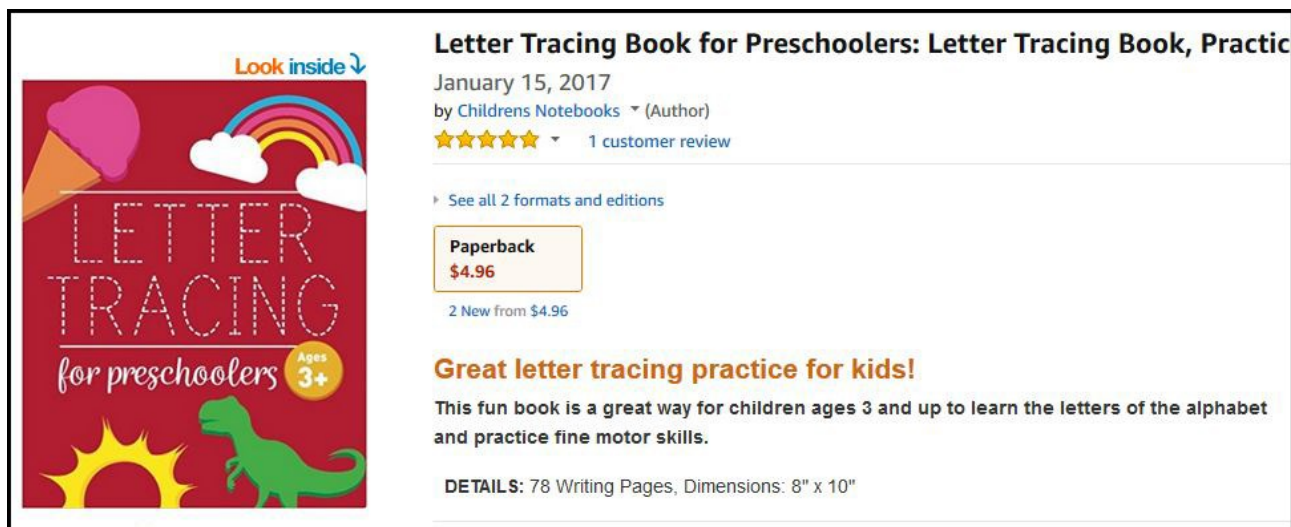 Look inside
LETTER
TRACING
for preschoolers
Ages
3+
Letter Tracing Book for Preschoolers: Letter Tracing Book, Practic
January 15, 2017
by Childrens Notebooks (Author)
1 customer review
See all 2 formats and editions
Paperback
$4.96
2 New from $4.96
Great letter tracing practice for kids!
This fun book is a great way for children ages 3 and up to learn the letters of the alphabet
and practice fine motor skills.
DETAILS: 78 Writing Pages, Dimensions: 8" x 10"